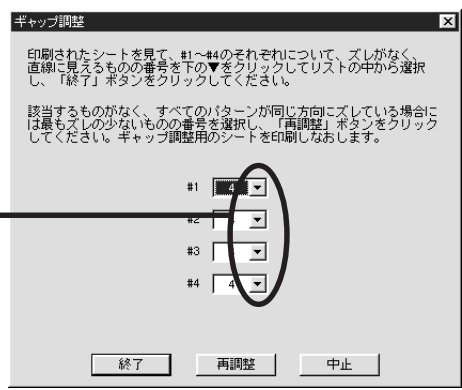 ギャップ調整
印刷されたシートを見て、#1～#4のそれぞれについて、ズレがなく、
直線に見えるものの番号を下の▼をクリックしてリストの中から選択
し、「終了」ボタンをクリックしてください。
該当するものがなく、すべてのパターンが同じ方向にズレている場合に
は最もズレの少ないものの番号を選択し、「再調整」ボタンをクリック
してください。ギャップ調整用のシートを印刷しなおします。
#1 4
#2
#3
#4 4
終了 再調整 中止